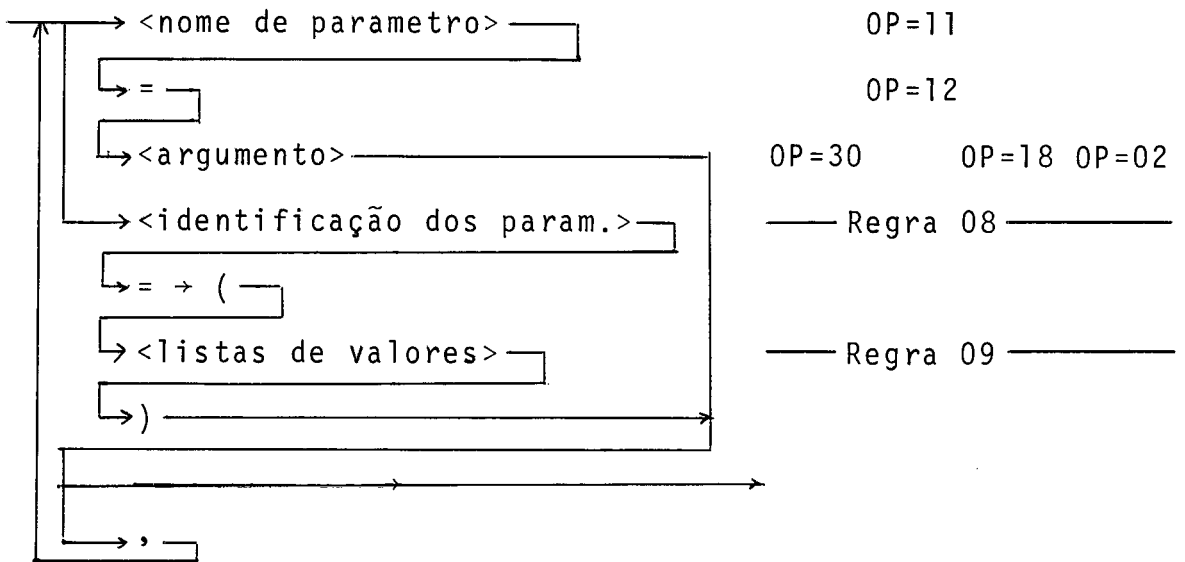 → <nome de parametro> OP=11
→ = OP=12
→ <argumento> OP=30 OP=18 OP=02
→ <identificação dos param.> Regra 08
→ = → (
→ <listas de valores> Regra 09
→ )
→ ,